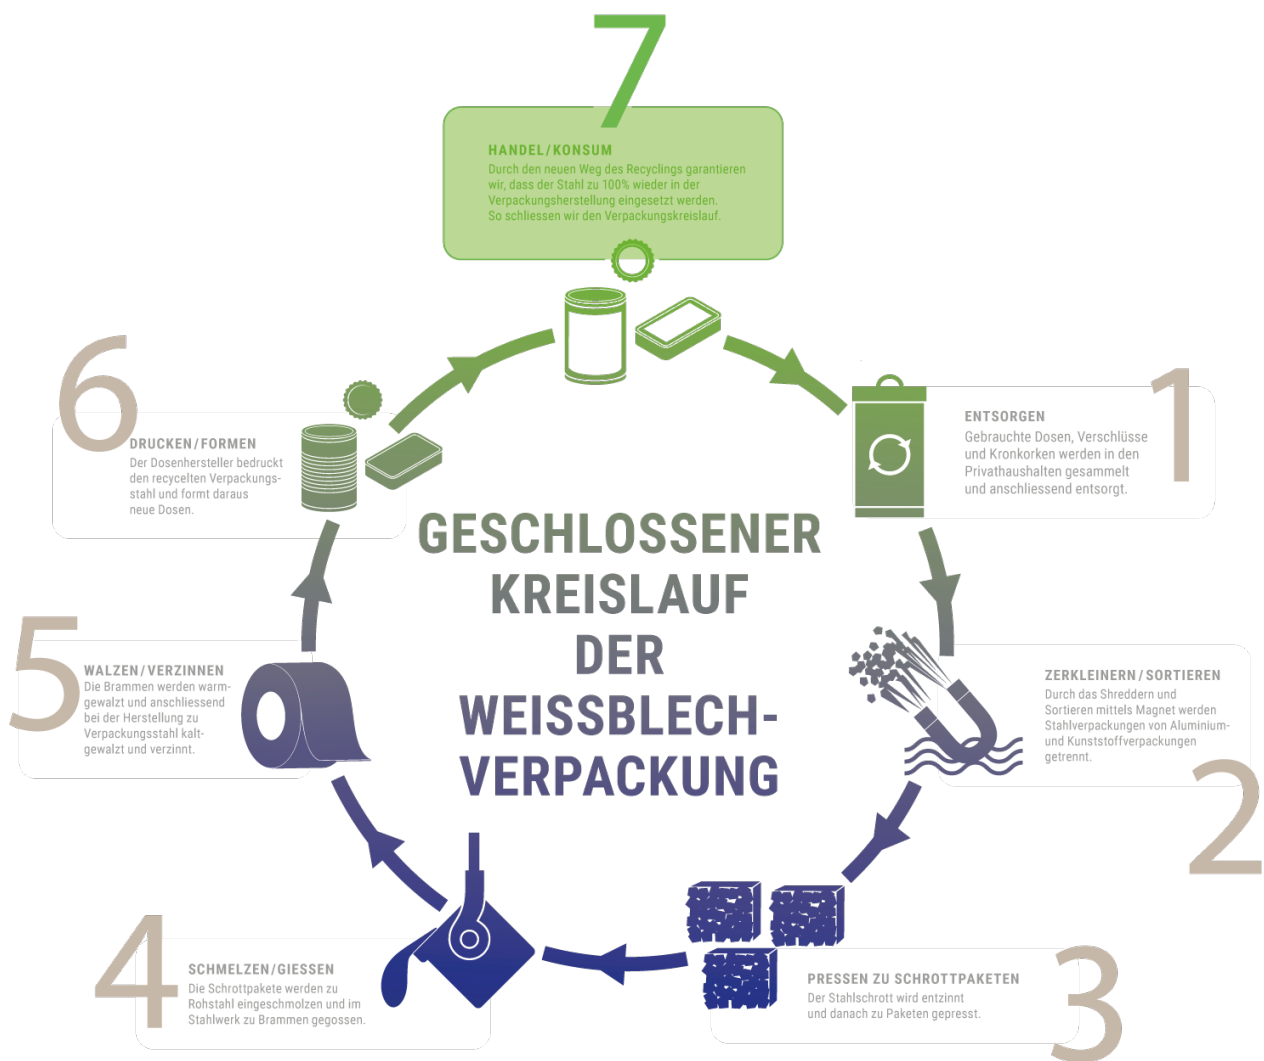 7
HANDEL/KONSUM
Durch den neuen Weg des Recyclings garantieren
wir, dass der Stahl zu 100% wieder in der
Verpackungsherstellung eingesetzt werden.
So schliessen wir den Verpackungskreislauf.
1
ENTSORGEN
Gebrauchte Dosen, Verschlüsse
und Kronkorken werden in den
Privathaushalten gesammelt
und anschliessend entsorgt.
2
ZERKLEINERN/SORTIEREN
Durch das Shreddern und
Sortieren mittels Magnet werden
Stahlverpackungen von Aluminium-
und Kunststoffverpackungen
getrennt.
3
PRESSEN ZU SCHROTTPAKETEN
Der Stahlschrott wird entzinnt
und danach zu Paketen gepresst.
4
SCHMELZEN/GIESSEN
Die Schrottpakete werden zu
Rohstahl eingeschmolzen und im
Stahlwerk zu Brammen gegossen.
5
WALZEN/VERZINNEN
Die Brammen werden warm-
gewalzt und anschliessend
bei der Herstellung zu
Verpackungsstahl kalt-
gewalzt und verzinnt.
6
DRUCKEN/FORMEN
Der Dosenhersteller bedruckt
den recycelten Verpackungs-
stahl und formt daraus
neue Dosen.
GESCHLOSSENER
KREISLAUF
DER
WEISSBLECH-
VERPACKUNG